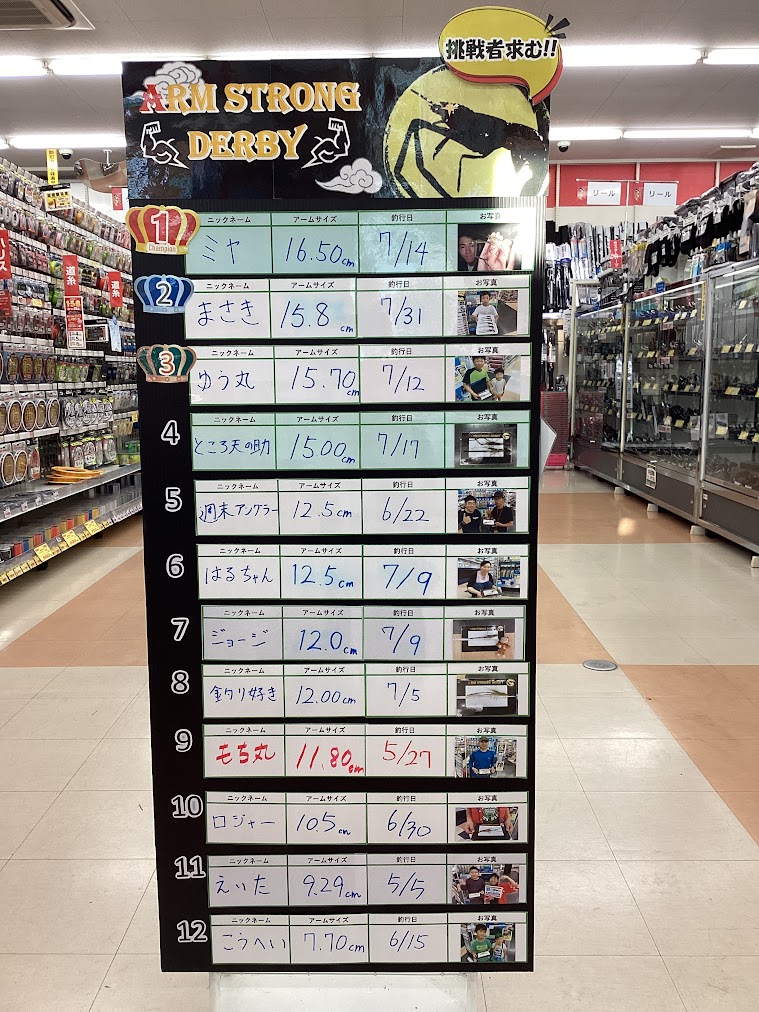 挑戦者求む!!
ARM STRONG
DERBY
リール
リール
ハリス
道糸
道糸
1 Champion
ニックネーム アームサイズ 釣行日 お写真
ミヤ 16.50cm 7/14
2
ニックネーム アームサイズ 釣行日 お写真
まさき 15.8cm 7/31
3
ニックネーム アームサイズ 釣行日 お写真
ゆう丸 15.70cm 7/12
4
ニックネーム アームサイズ 釣行日 お写真
ところ天の助 1500cm 7/17
5
ニックネーム アームサイズ 釣行日 お写真
週末アングラー 12.5cm 6/22
6
ニックネーム アームサイズ 釣行日 お写真
はるちゃん 12.5cm 7/9
7
ニックネーム アームサイズ 釣行日 お写真
ジョージ 12.0cm 7/9
8
ニックネーム アームサイズ 釣行日 お写真
釣り好き 12.00cm 7/5
9
ニックネーム アームサイズ 釣行日 お写真
もち丸 11.80cm 5/27
10
ニックネーム アームサイズ 釣行日 お写真
ロジャー 10.5cm 6/30
11
ニックネーム アームサイズ 釣行日 お写真
えいた 9.29cm 5/5
12
ニックネーム アームサイズ 釣行日 お写真
こうへい 7.70cm 6/15